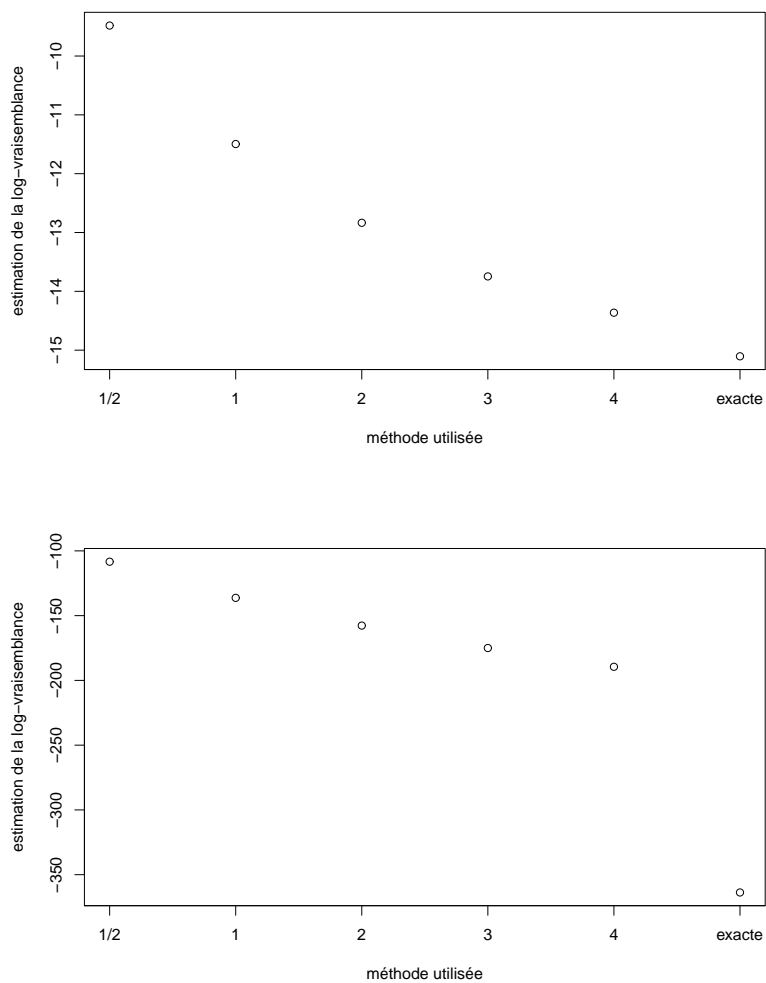 estimation de la log−vraisemblance
−10
−11
−12
−13
−14
−15
1/2 1 2 3 4 exacte
méthode utilisée
estimation de la log−vraisemblance
−100
−150
−200
−250
−300
−350
1/2 1 2 3 4 exacte
méthode utilisée